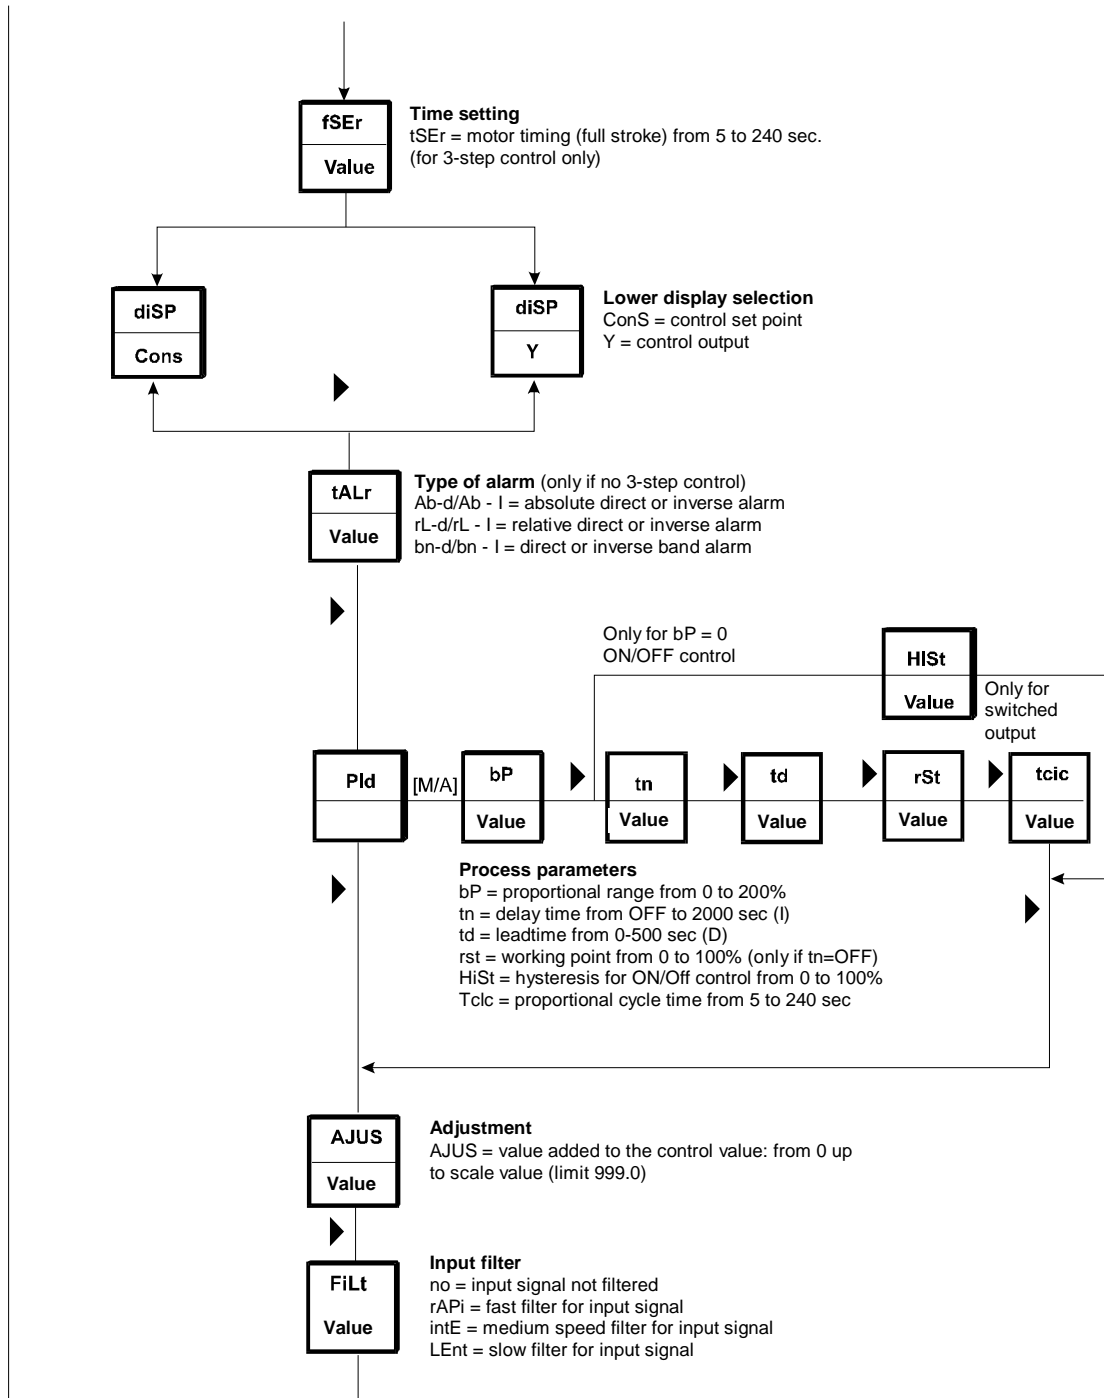 fSEr
Value
Time setting
tSEr = motor timing (full stroke) from 5 to 240 sec.
(for 3-step control only)
diSP
Cons
diSP
Y
Lower display selection
ConS = control set point
Y = control output
tALr
Value
Type of alarm (only if no 3-step control)
Ab-d/Ab - I = absolute direct or inverse alarm
rL-d/rL - I = relative direct or inverse alarm
bn-d/bn - I = direct or inverse band alarm
Only for bP = 0
ON/OFF control
HISt
Value
Only for
switched
output
PId
[M/A]
bP
Value
tn
Value
td
Value
rSt
Value
tcic
Value
Process parameters
bP = proportional range from 0 to 200%
tn = delay time from OFF to 2000 sec (I)
td = leadtime from 0-500 sec (D)
rst = working point from 0 to 100% (only if tn=OFF)
HiSt = hysteresis for ON/Off control from 0 to 100%
Tclc = proportional cycle time from 5 to 240 sec
AJUS
Value
Adjustment
AJUS = value added to the control value: from 0 up
to scale value (limit 999.0)
FiLt
Value
Input filter
no = input signal not filtered
rAPi = fast filter for input signal
intE = medium speed filter for input signal
LEnt = slow filter for input signal